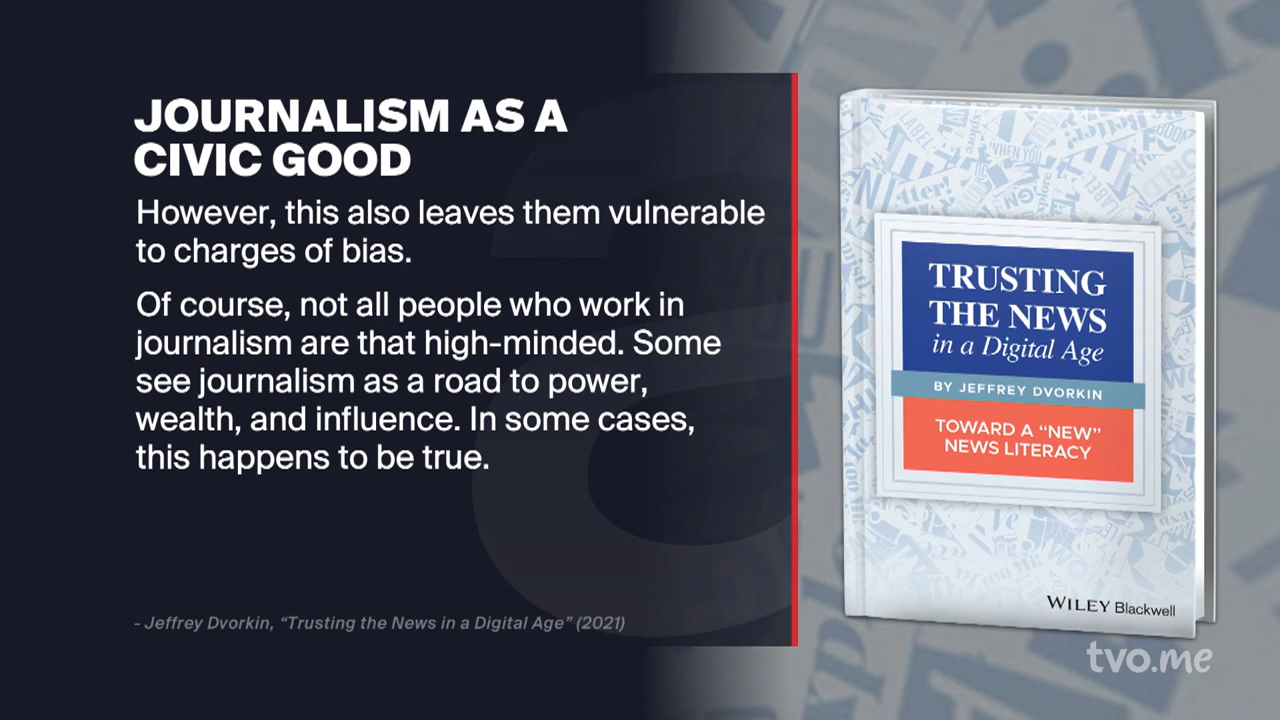 JOURNALISM AS A
CIVIC GOOD
However, this also leaves them vulnerable
to charges of bias.
Of course, not all people who work in
journalism are that high-minded. Some
see journalism as a road to power,
wealth, and influence. In some cases,
this happens to be true.
- Jeffrey Dvorkin, “Trusting the News in a Digital Age” (2021)
TRUSTING
THE NEWS
in a Digital Age
BY JEFFREY DVORKIN
TOWARD A “NEW”
NEWS LITERACY
WILEY Blackwell
tvo.me